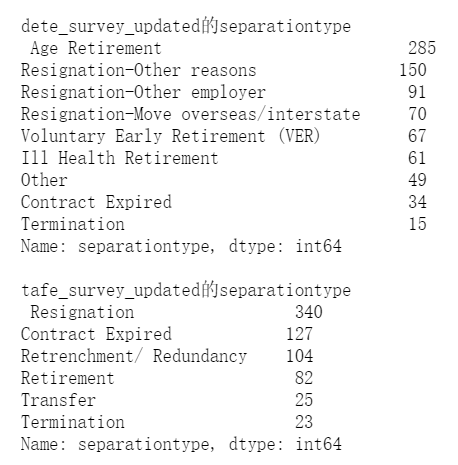 dete_survey_updated的separationtype
Age Retirement 285
Resignation-Other reasons 150
Resignation-Other employer 91
Resignation-Move overseas/interstate 70
Voluntary Early Retirement (VER) 67
Ill Health Retirement 61
Other 49
Contract Expired 34
Termination 15
Name: separationtype, dtype: int64
tafe_survey_updated的separationtype
Resignation 340
Contract Expired 127
Retrenchment/ Redundancy 104
Retirement 82
Transfer 25
Termination 23
Name: separationtype, dtype: int64